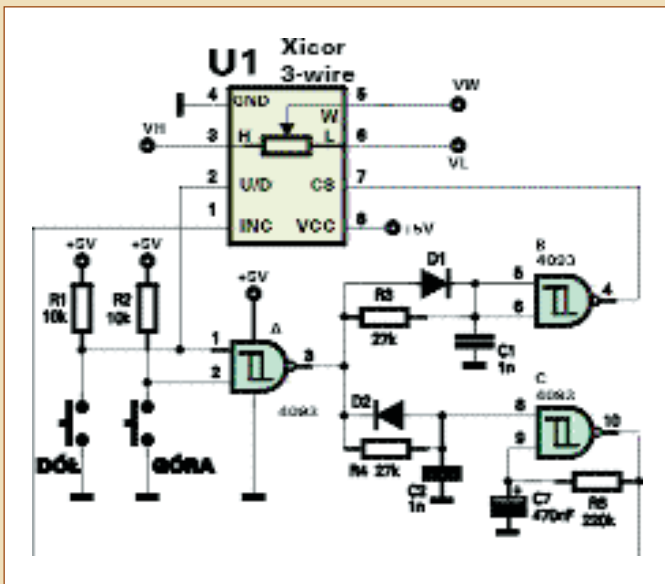 U1
Xicor
3-wire
4 GND
5 VW
W
VH 3 H
L 6 VL
2 U/D
CS 7
1 INC
VCC 8 +5V
+5V +5V
+5V
R1
10k
R2
10k
A
1
2
3
4093
D1
R3
27k
C1
1n
B
4093
5
6
4
D2
R4 27k
C2
1n
C
4093
8
9
10
C7
470nF
+
220k
DÓŁ
GÓRA